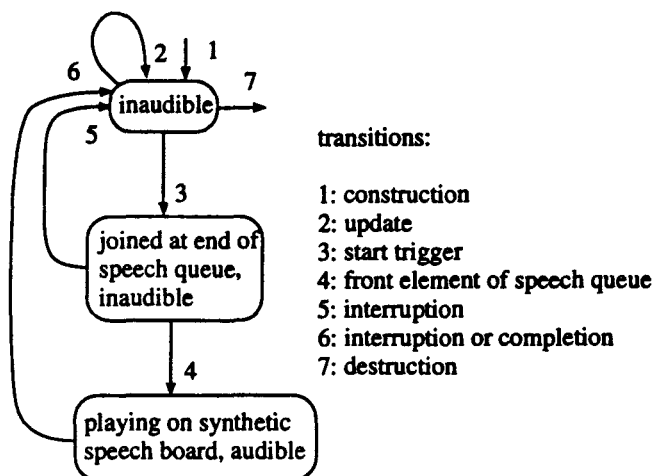 2
1
6
7
inaudible
5
transitions:
3
1: construction
2: update
3: start trigger
4: front element of speech queue
5: interruption
6: interruption or completion
7: destruction
joined at end of
speech queue,
inaudible
4
playing on synthetic
speech board, audible